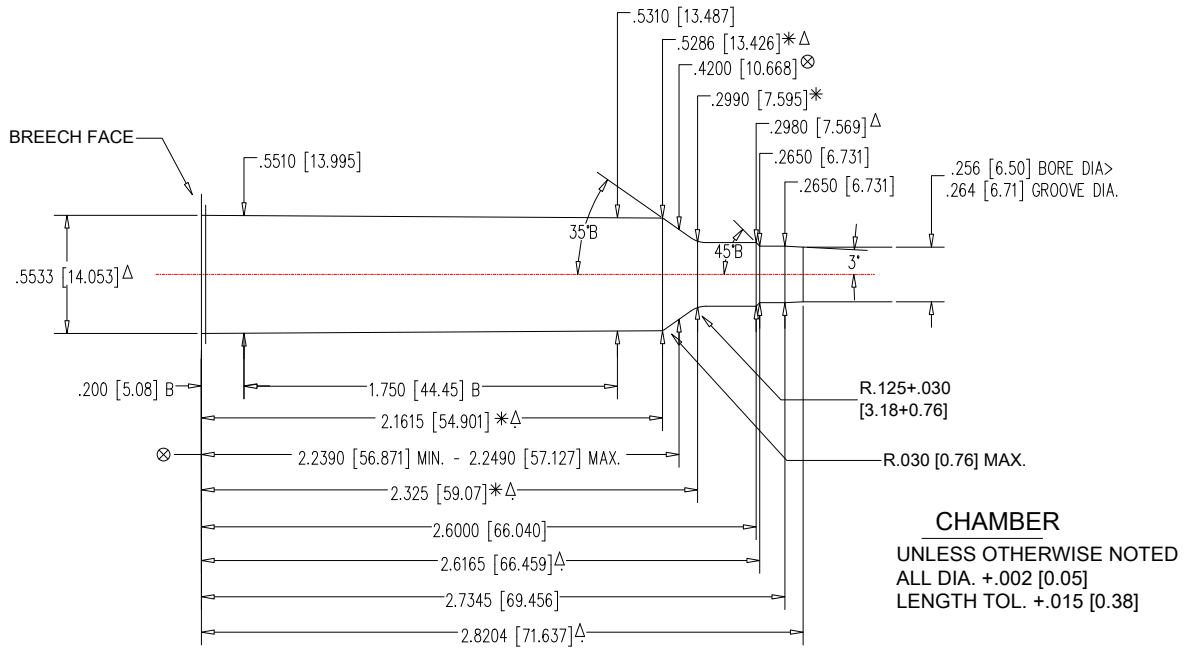 .5310 [13.487]
.5286 [13.426]*Δ
.4200 [10.668]⊗
.2990 [7.595]*
BREECH FACE
.2980 [7.569]Δ
.5510 [13.995]
.2650 [6.731]
.256 [6.50] BORE DIA>
.2650 [6.731]
.264 [6.71] GROOVE DIA.
35°B
45°B
3°
.5533 [14.053]Δ
.200 [5.08] B
1.750 [44.45] B
R.125+.030
[3.18+0.76]
2.1615 [54.901] *Δ
⊗
2.2390 [56.871] MIN. - 2.2490 [57.127] MAX.
R.030 [0.76] MAX.
2.325 [59.07]*Δ
2.6000 [66.040]
CHAMBER
2.6165 [66.459]Δ
UNLESS OTHERWISE NOTED
ALL DIA. +.002 [0.05]
2.7345 [69.456]
LENGTH TOL. +.015 [0.38]
2.8204 [71.637]Δ